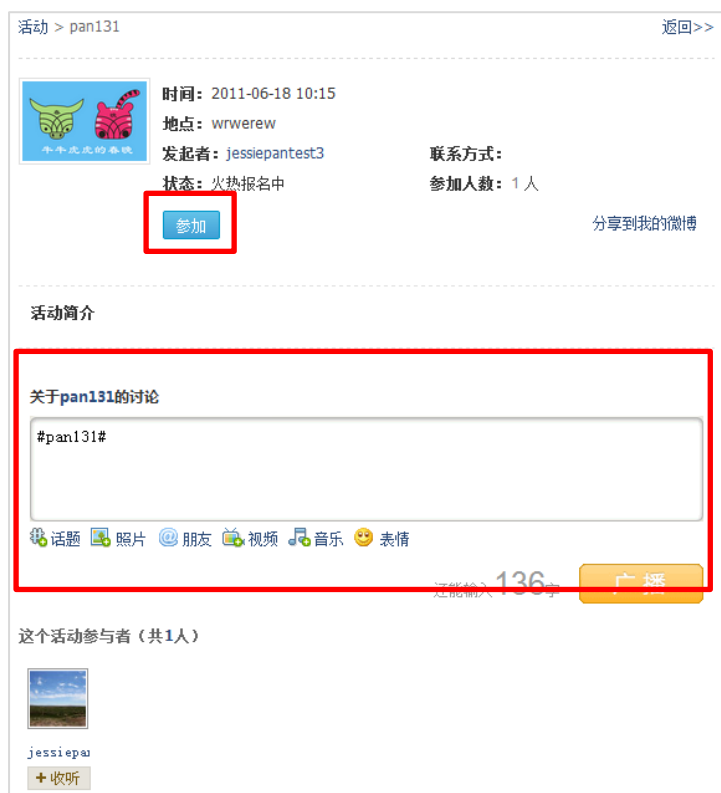 活动 > pan131 返回>>
牛牛虎虎的春晚
时间：2011-06-18 10:15
地点：wrwerew
发起者：jessiepantest3 联系方式：
状态：火热报名中 参加人数：1人
参加 分享到我的微博
活动简介
关于pan131的讨论
#pan131#
话题 照片 朋友 视频 音乐 表情
还能输入136字 广播
这个活动参与者（共1人）
jessiepa
+收听